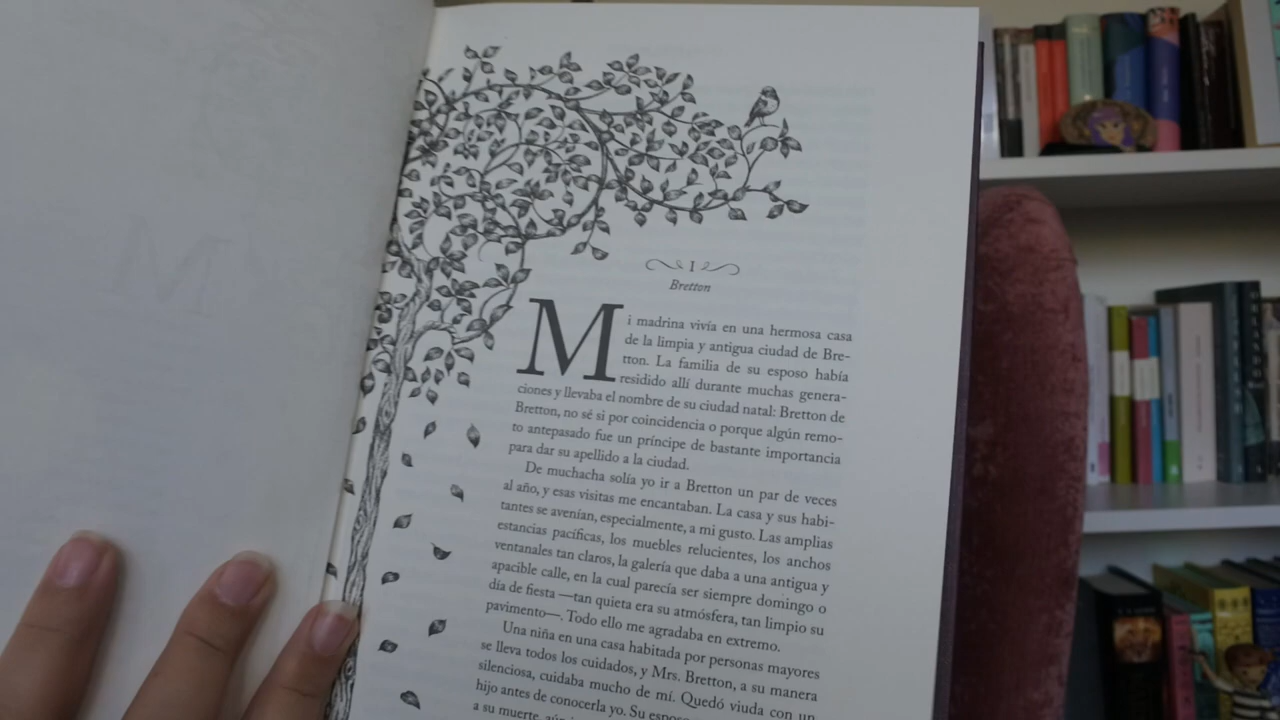 I
Bretton
Mi madrina vivía en una hermosa casa
de la limpia y antigua ciudad de Bre-
tton. La familia de su esposo había
residido allí durante muchas genera-
ciones y llevaba el nombre de su ciudad natal: Bretton de
Bretton, no sé si por coincidencia o porque algún remo-
to antepasado fue un príncipe de bastante importancia
para dar su apellido a la ciudad.
De muchacha solía yo ir a Bretton un par de veces
al año, y esas visitas me encantaban. La casa y sus habi-
tantes se avenían, especialmente, a mi gusto. Las amplias
estancias pacíficas, los muebles relucientes, los anchos
ventanales tan claros, la galería que daba a una antigua y
apacible calle, en la cual parecía ser siempre domingo o
día de fiesta —tan quieta era su atmósfera, tan limpio su
pavimento—. Todo ello me agradaba en extremo.
Una niña en una casa habitada por personas mayores
se lleva todos los cuidados, y Mrs. Bretton, a su manera
silenciosa, cuidaba mucho de mí. Quedó viuda con un
hijo antes de conocerla yo. Su esposo
a su muerte, aún